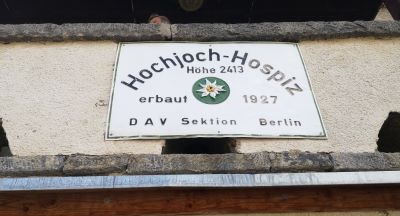 Hochjoch-Hospiz
Höhe 2413
erbaut 1927
DAV Sektion Berlin